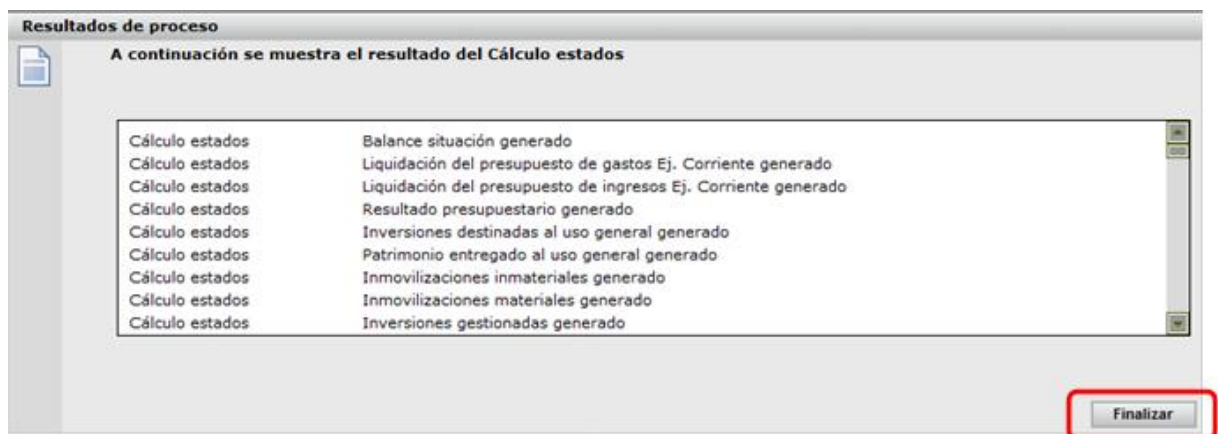 Resultados de proceso
A continuación se muestra el resultado del Cálculo estados
Cálculo estados Balance situación generado
Cálculo estados Liquidación del presupuesto de gastos Ej. Corriente generado
Cálculo estados Liquidación del presupuesto de ingresos Ej. Corriente generado
Cálculo estados Resultado presupuestario generado
Cálculo estados Inversiones destinadas al uso general generado
Cálculo estados Patrimonio entregado al uso general generado
Cálculo estados Inmovilizaciones inmateriales generado
Cálculo estados Inmovilizaciones materiales generado
Cálculo estados Inversiones gestionadas generado
Finalizar